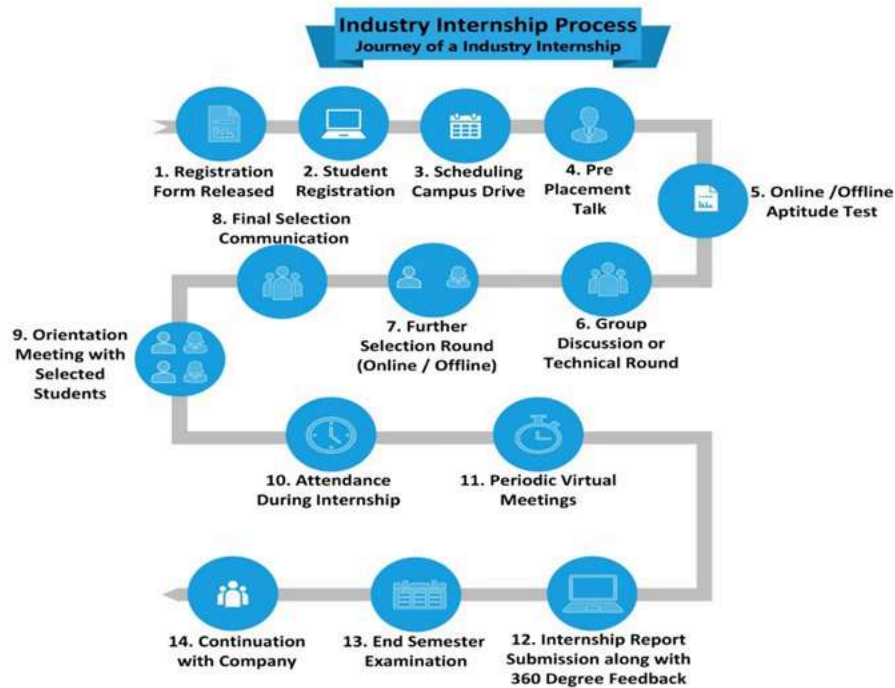 Industry Internship Process
Journey of a Industry Internship
1. Registration
Form Released
2. Student
Registration
3. Scheduling
Campus Drive
4. Pre
Placement
Talk
5. Online /Offline
Aptitude Test
6. Group
Discussion or
Technical Round
7. Further
Selection Round
(Online / Offline)
8. Final Selection
Communication
9. Orientation
Meeting with
Selected
Students
10. Attendance
During Internship
11. Periodic Virtual
Meetings
12. Internship Report
Submission along with
360 Degree Feedback
13. End Semester
Examination
14. Continuation
with Company